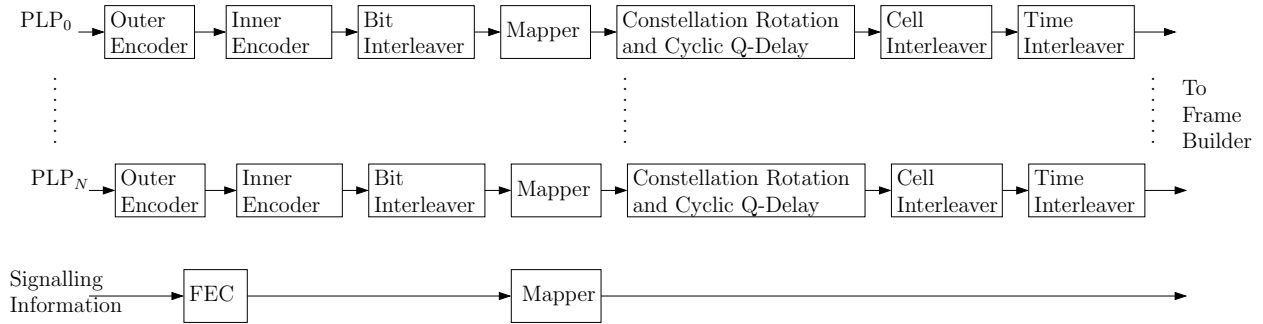 PLP0
Outer
Encoder
Inner
Encoder
Bit
Interleaver
Mapper
Constellation Rotation
and Cyclic Q-Delay
Cell
Interleaver
Time
Interleaver
To
Frame
Builder
PLPN
Outer
Encoder
Inner
Encoder
Bit
Interleaver
Mapper
Constellation Rotation
and Cyclic Q-Delay
Cell
Interleaver
Time
Interleaver
Signalling
Information
FEC
Mapper